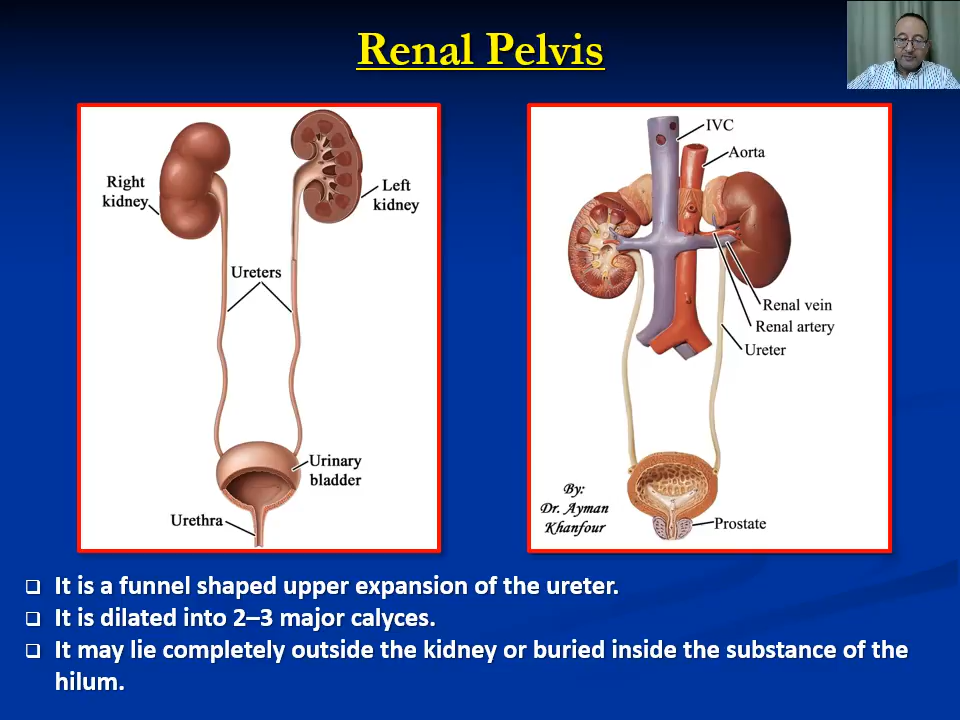 Renal Pelvis
Right
kidney
Left
kidney
Ureters
Urinary
bladder
Urethra
IVC
Aorta
Renal vein
Renal artery
Ureter
By:
Dr. Ayman
Khanfour
Prostate
It is a funnel shaped upper expansion of the ureter.
It is dilated into 2–3 major calyces.
It may lie completely outside the kidney or buried inside the substance of the
hilum.